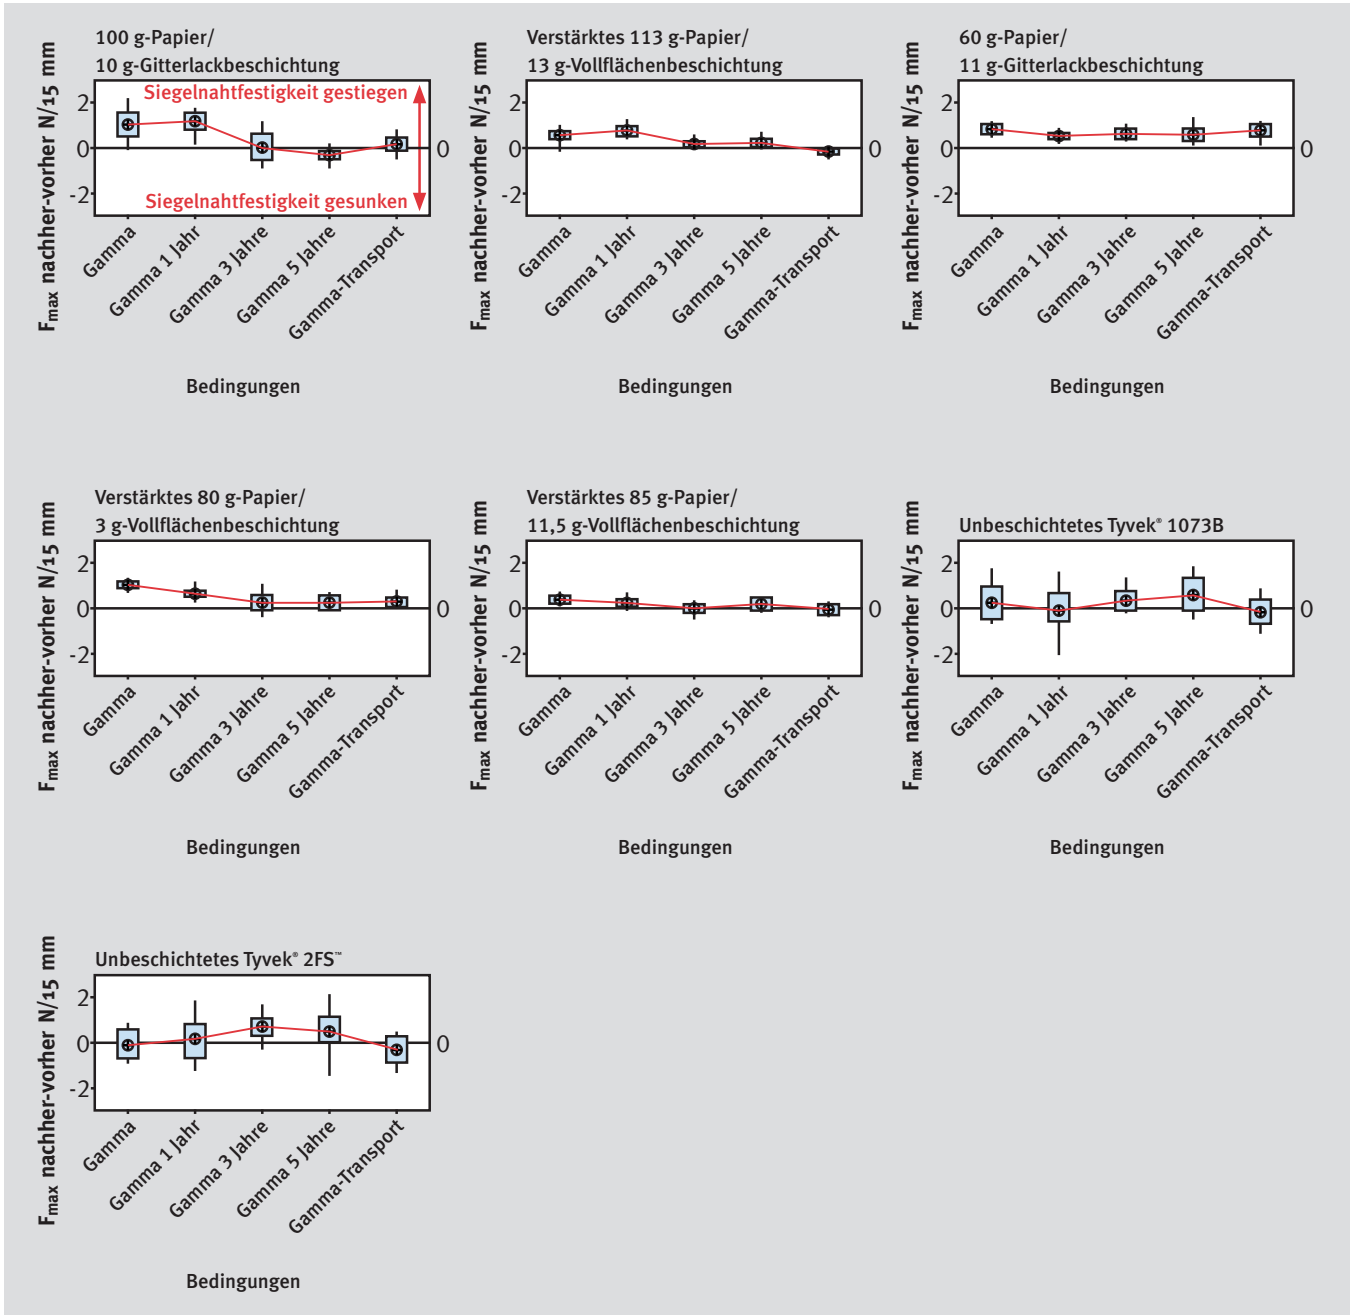 100 g-Papier/
10 g-Gitterlackbeschichtung
Fmax nachher-vorher N/15 mm
2
0
-2
Siegelnahtfestigkeit gestiegen
Siegelnahtfestigkeit gesunken
0
Gamma
Gamma 1 Jahr
Gamma 3 Jahre
Gamma 5 Jahre
Gamma-Transport
Bedingungen
Verstärktes 113 g-Papier/
13 g-Vollflächenbeschichtung
Fmax nachher-vorher N/15 mm
2
0
-2
0
Gamma
Gamma 1 Jahr
Gamma 3 Jahre
Gamma 5 Jahre
Gamma-Transport
Bedingungen
60 g-Papier/
11 g-Gitterlackbeschichtung
Fmax nachher-vorher N/15 mm
2
0
-2
0
Gamma
Gamma 1 Jahr
Gamma 3 Jahre
Gamma 5 Jahre
Gamma-Transport
Bedingungen
Verstärktes 80 g-Papier/
3 g-Vollflächenbeschichtung
Fmax nachher-vorher N/15 mm
2
0
-2
0
Gamma
Gamma 1 Jahr
Gamma 3 Jahre
Gamma 5 Jahre
Gamma-Transport
Bedingungen
Verstärktes 85 g-Papier/
11,5 g-Vollflächenbeschichtung
Fmax nachher-vorher N/15 mm
2
0
-2
0
Gamma
Gamma 1 Jahr
Gamma 3 Jahre
Gamma 5 Jahre
Gamma-Transport
Bedingungen
Unbeschichtetes Tyvek® 1073B
Fmax nachher-vorher N/15 mm
2
0
-2
0
Gamma
Gamma 1 Jahr
Gamma 3 Jahre
Gamma 5 Jahre
Gamma-Transport
Bedingungen
Unbeschichtetes Tyvek® 2FS™
Fmax nachher-vorher N/15 mm
2
0
-2
0
Gamma
Gamma 1 Jahr
Gamma 3 Jahre
Gamma 5 Jahre
Gamma-Transport
Bedingungen